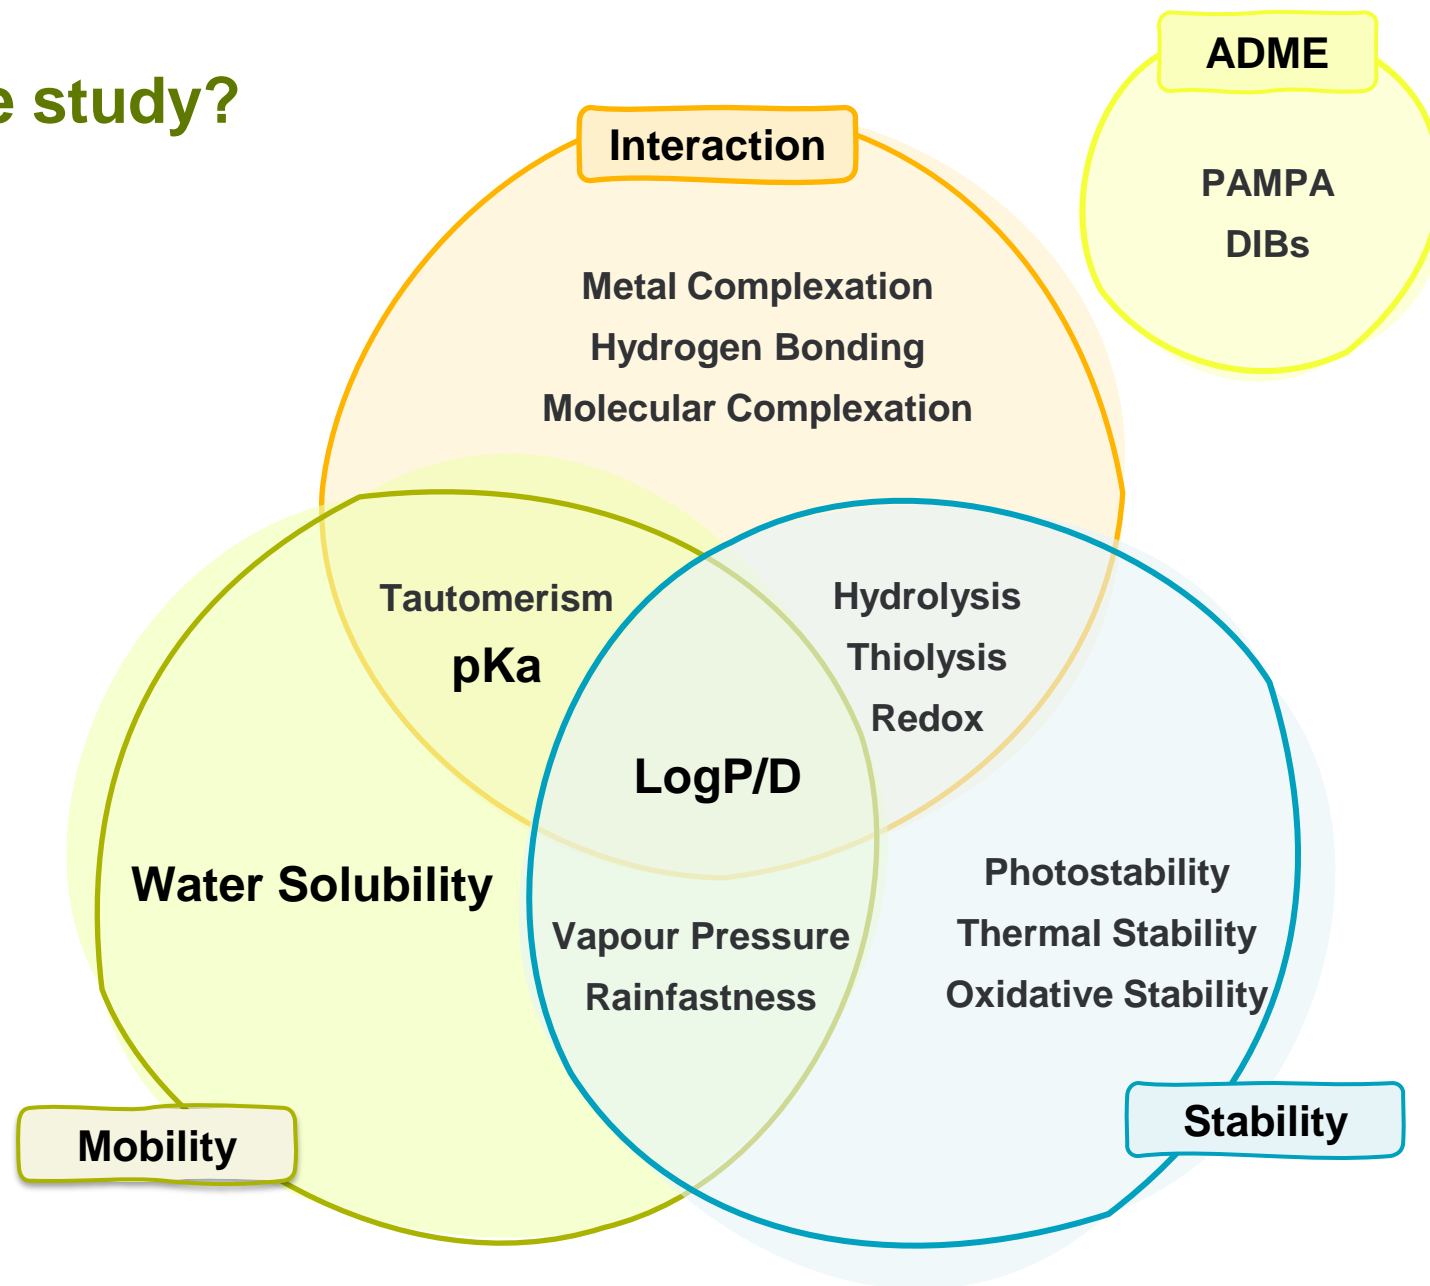 e study?
ADME
PAMPA
DIBs
Interaction
Metal Complexation
Hydrogen Bonding
Molecular Complexation
Tautomerism
pKa
Hydrolysis
Thiolysis
Redox
LogP/D
Water Solubility
Vapour Pressure
Rainfastness
Photostability
Thermal Stability
Oxidative Stability
Mobility
Stability